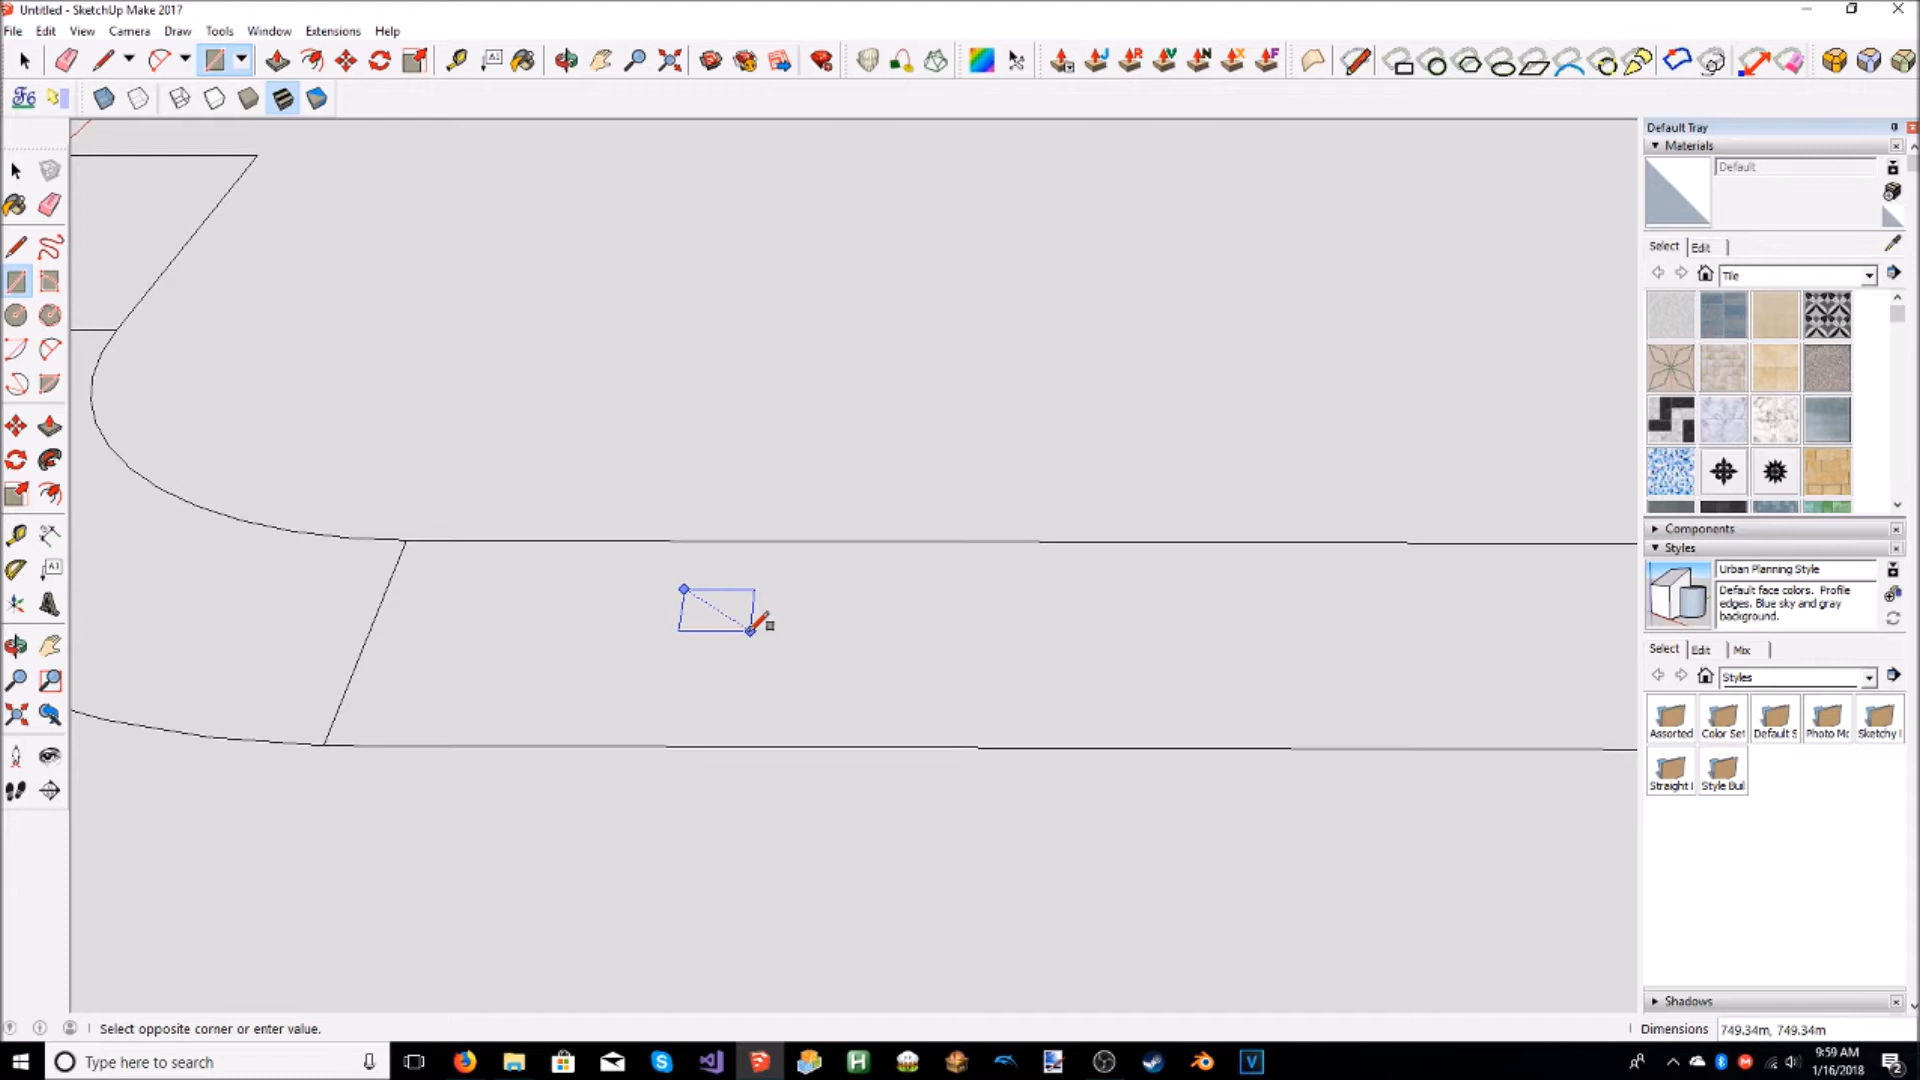 Untitled - SketchUp Make 2017
File Edit View Camera Draw Tools Window Extensions Help
Default Tray
Materials
Default
Select Edit
Tile
Components
Styles
Urban Planning Style
Default face colors. Profile
edges. Blue sky and gray
background.
Select Edit Mix
Styles
Assorted Color Set Default S Photo Mo Sketchy
Straight Style Buil
Shadows
Select opposite corner or enter value.
Dimensions 749.34m, 749.34m
Type here to search
9:59 AM
1/16/2018